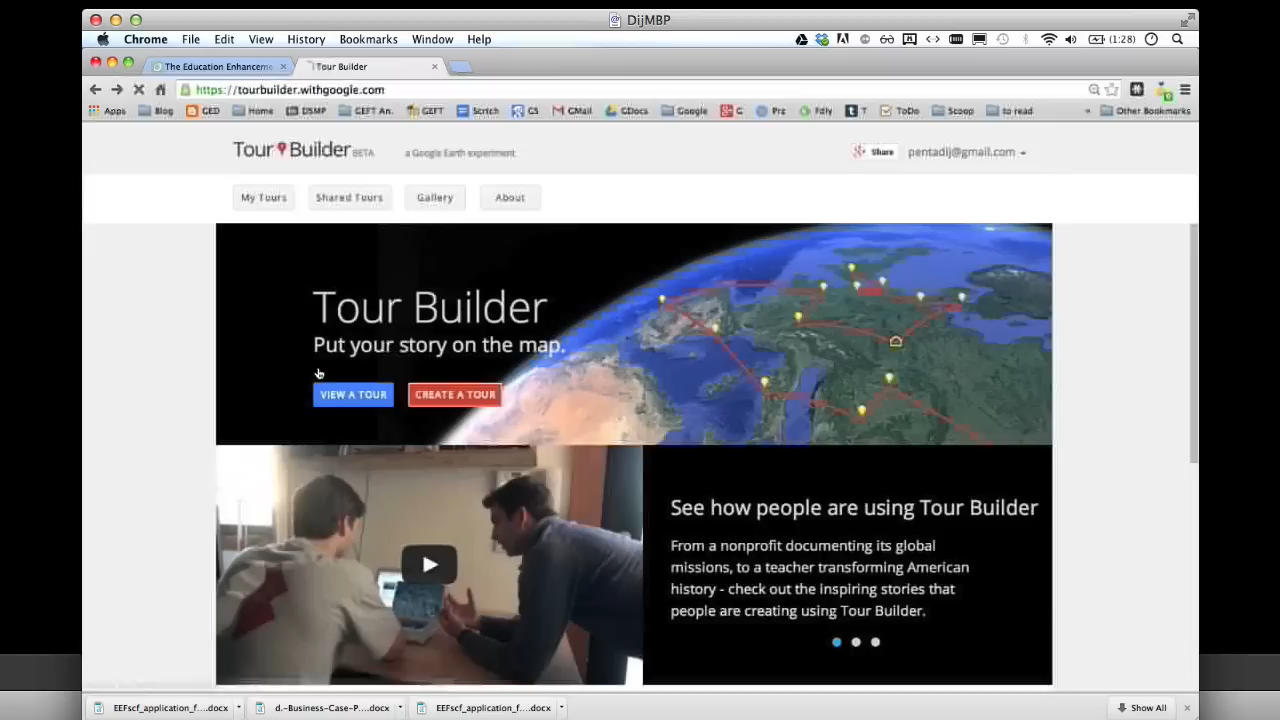 DijMBP
Chrome File Edit View History Bookmarks Window Help (1:28)
The Education Enhanceme Tour Builder
https://tourbuilder.withgoogle.com
Apps Blog GED Home DSMP GEFT An. GEFT Scritch CS GMail GDocs Google G Prz Fdly T ToDo Scoop to read » Other Bookmarks
Tour Builder BETA a Google Earth experiment Share pentadij@gmail.com
My Tours Shared Tours Gallery About
Tour Builder
Put your story on the map.
VIEW A TOUR CREATE A TOUR
See how people are using Tour Builder
From a nonprofit documenting its global
missions, to a teacher transforming American
history - check out the inspiring stories that
people are creating using Tour Builder.
EEFscf_application_f....docx d.-Business-Case-P....docx EEFscf_application_f....docx Show All